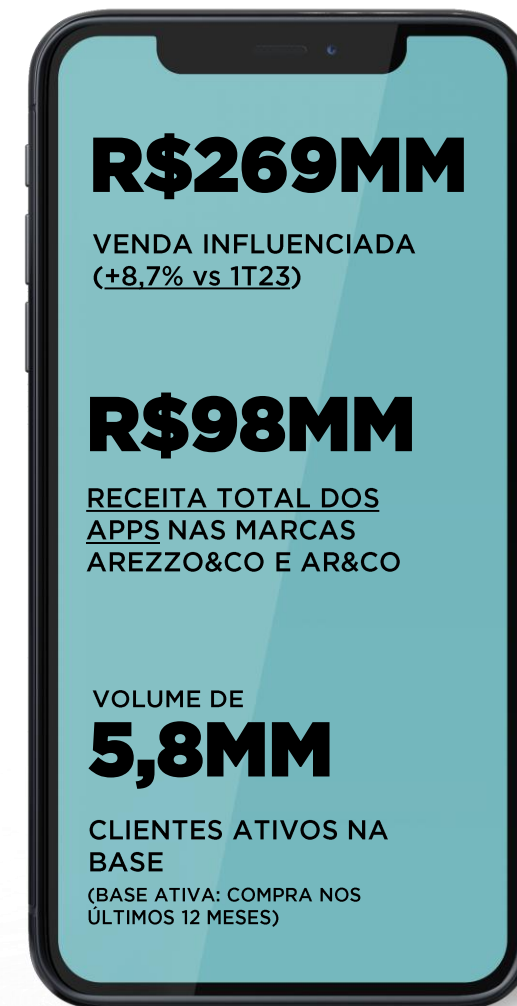 R$269MM
VENDA INFLUENCIADA
(+8,7% vs 1T23)
R$98MM
RECEITA TOTAL DOS
APPS NAS MARCAS
AREZZO&CO E AR&CO
VOLUME DE
5,8MM
CLIENTES ATIVOS NA
BASE
(BASE ATIVA: COMPRA NOS
ÚLTIMOS 12 MESES)